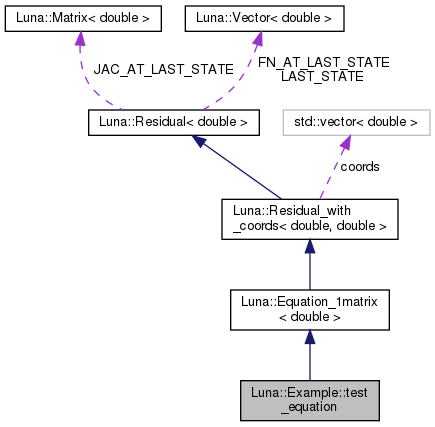 Luna::Matrix< double >
Luna::Vector< double >
JAC_AT_LAST_STATE
FN_AT_LAST_STATE
LAST_STATE
Luna::Residual< double >
std::vector< double >
coords
Luna::Residual_with
_coords< double, double >
Luna::Equation_1matrix
< double >
Luna::Example::test
_equation